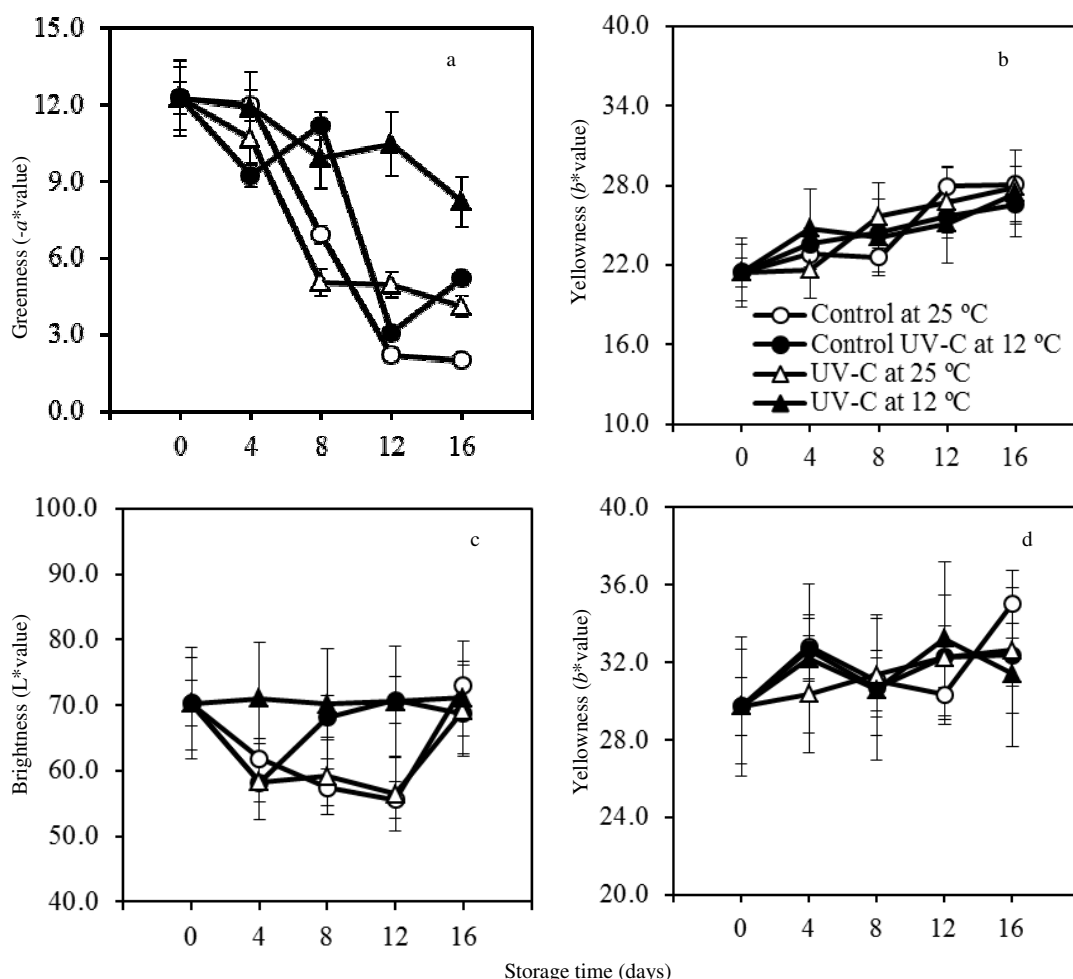 15.0
12.0
9.0
6.0
3.0
0.0
Greenness (-a*value)
a
0 4 8 12 16
40.0
34.0
28.0
22.0
16.0
10.0
Yellowness (b*value)
b
Control at 25 ºC
Control UV-C at 12 ºC
UV-C at 25 ºC
UV-C at 12 ºC
0 4 8 12 16
100.0
90.0
80.0
70.0
60.0
50.0
40.0
Brightness (L*value)
c
0 4 8 12 16
40.0
36.0
32.0
28.0
24.0
20.0
Yellowness (b*value)
d
0 4 8 12 16
Storage time (days)